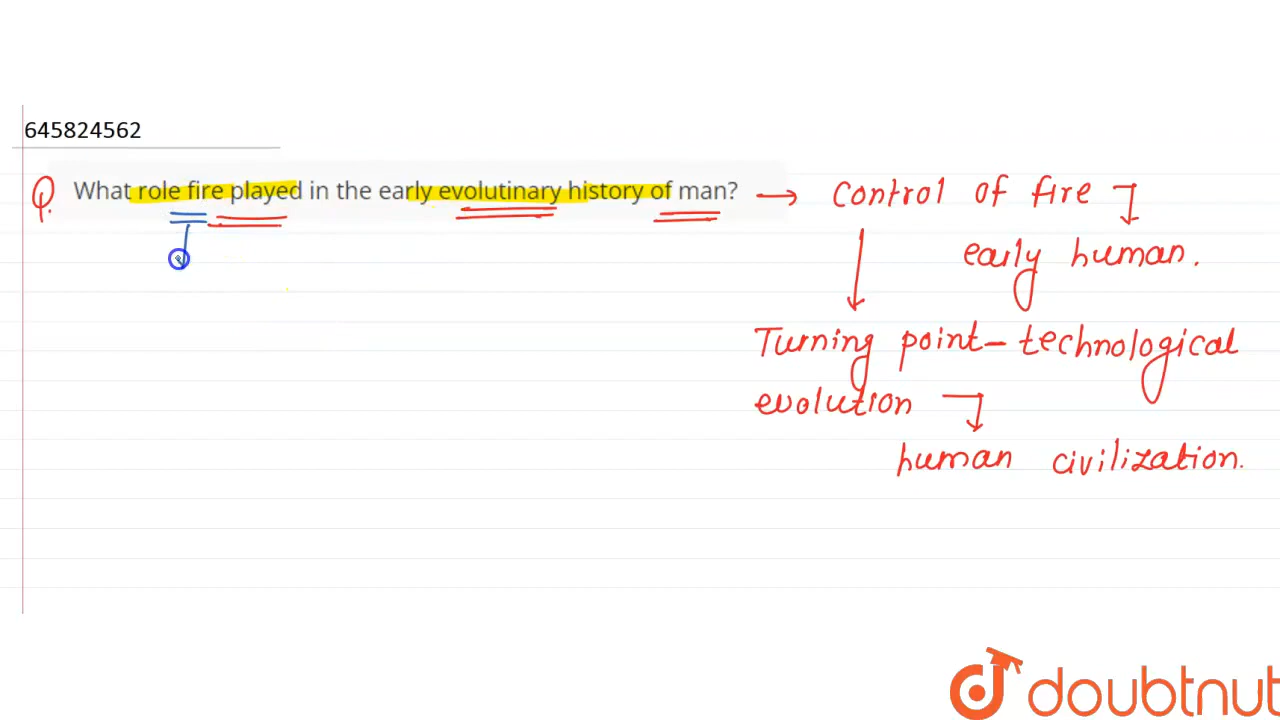 645824562
Q. What role fire played in the early evolutinary history of man? → Control of fire
early human.
Turning point - technological
evolution
human civilization.
doubtnut